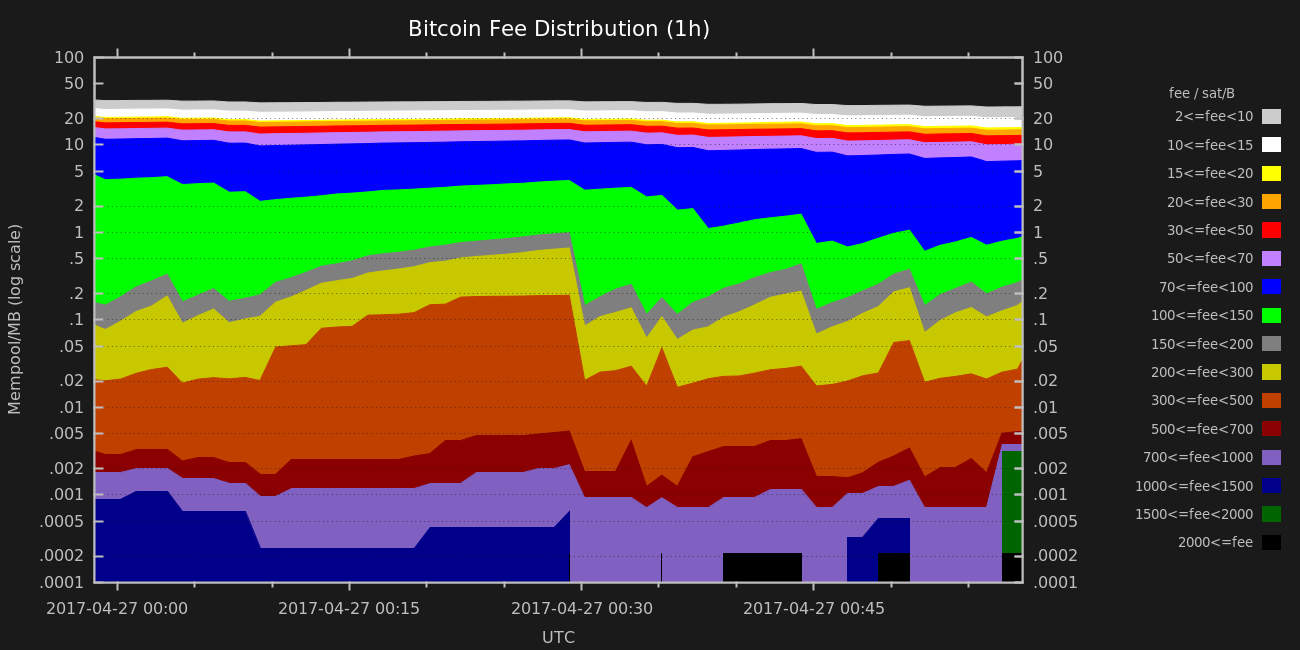 Bitcoin Fee Distribution (1h)
Mempool/MB (log scale)
100
50
20
10
5
2
1
.5
.2
.1
.05
.02
.01
.005
.002
.001
.0005
.0002
.0001
100
50
20
10
5
2
1
.5
.2
.1
.05
.02
.01
.005
.002
.001
.0005
.0002
.0001
fee / sat/B
2<=fee<10
10<=fee<15
15<=fee<20
20<=fee<30
30<=fee<50
50<=fee<70
70<=fee<100
100<=fee<150
150<=fee<200
200<=fee<300
300<=fee<500
500<=fee<700
700<=fee<1000
1000<=fee<1500
1500<=fee<2000
2000<=fee
2017-04-27 00:00 2017-04-27 00:15 2017-04-27 00:30 2017-04-27 00:45
UTC